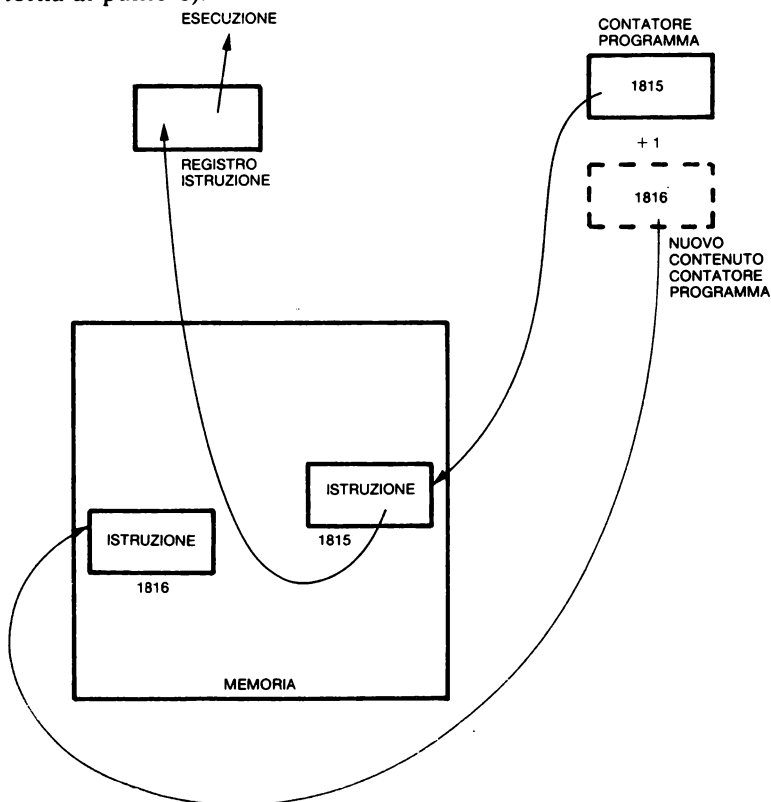 ESECUZIONE
CONTATORE
PROGRAMMA
1815
+ 1
REGISTRO
ISTRUZIONE
1816
NUOVO
CONTENUTO
CONTATORE
PROGRAMMA
ISTRUZIONE
1815
ISTRUZIONE
1816
MEMORIA